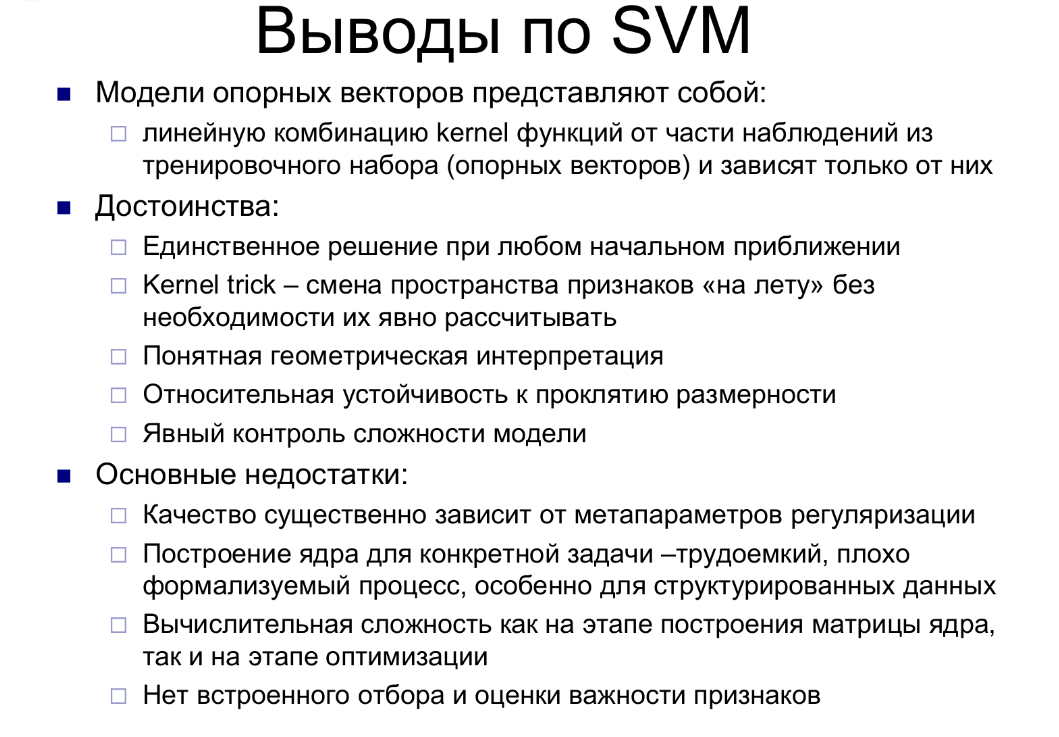 Выводы по SVM
Модели опорных векторов представляют собой:
линейную комбинацию kernel функций от части наблюдений из
тренировочного набора (опорных векторов) и зависят только от них
Достоинства:
Единственное решение при любом начальном приближении
Kernel trick – смена пространства признаков «на лету» без
необходимости их явно рассчитывать
Понятная геометрическая интерпретация
Относительная устойчивость к проклятию размерности
Явный контроль сложности модели
Основные недостатки:
Качество существенно зависит от метапараметров регуляризации
Построение ядра для конкретной задачи –трудоемкий, плохо
формализуемый процесс, особенно для структурированных данных
Вычислительная сложность как на этапе построения матрицы ядра,
так и на этапе оптимизации
Нет встроенного отбора и оценки важности признаков